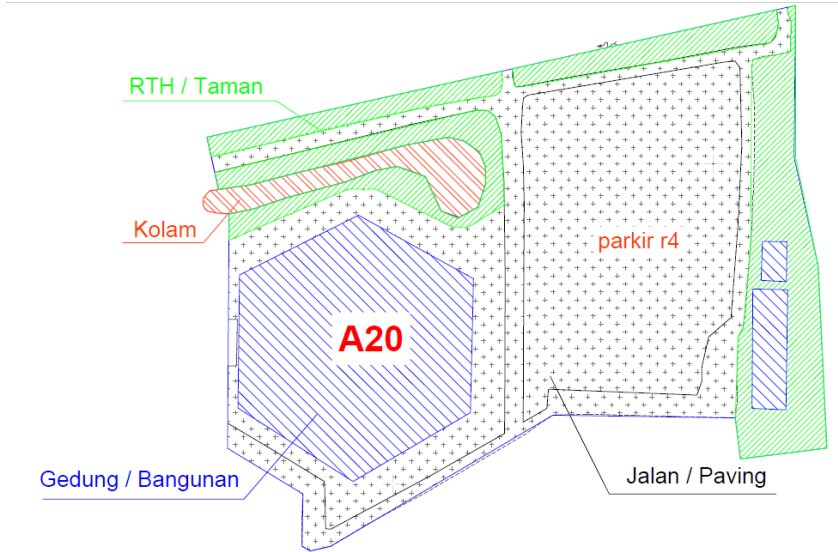 RTH / Taman
Kolam
parkir r4
A20
Gedung / Bangunan
Jalan / Paving